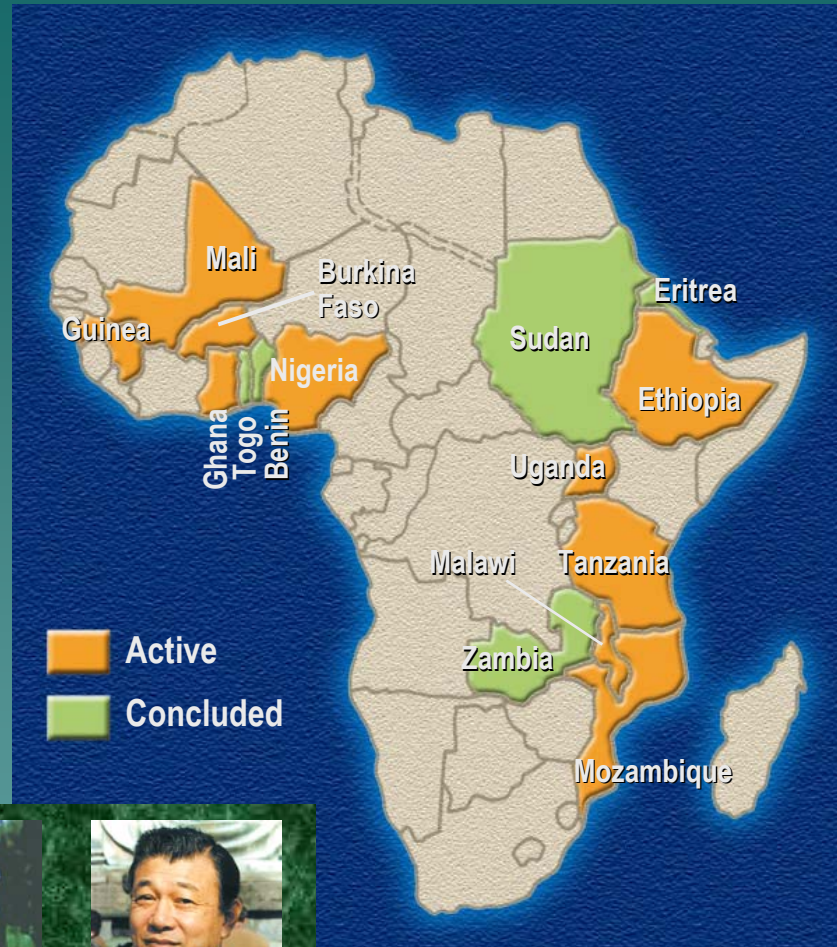 Mali
Burkina
Faso
Guinea
Nigeria
Ghana
Togo
Benin
Eritrea
Sudan
Ethiopia
Uganda
Malawi
Tanzania
Zambia
Mozambique
Active
Concluded